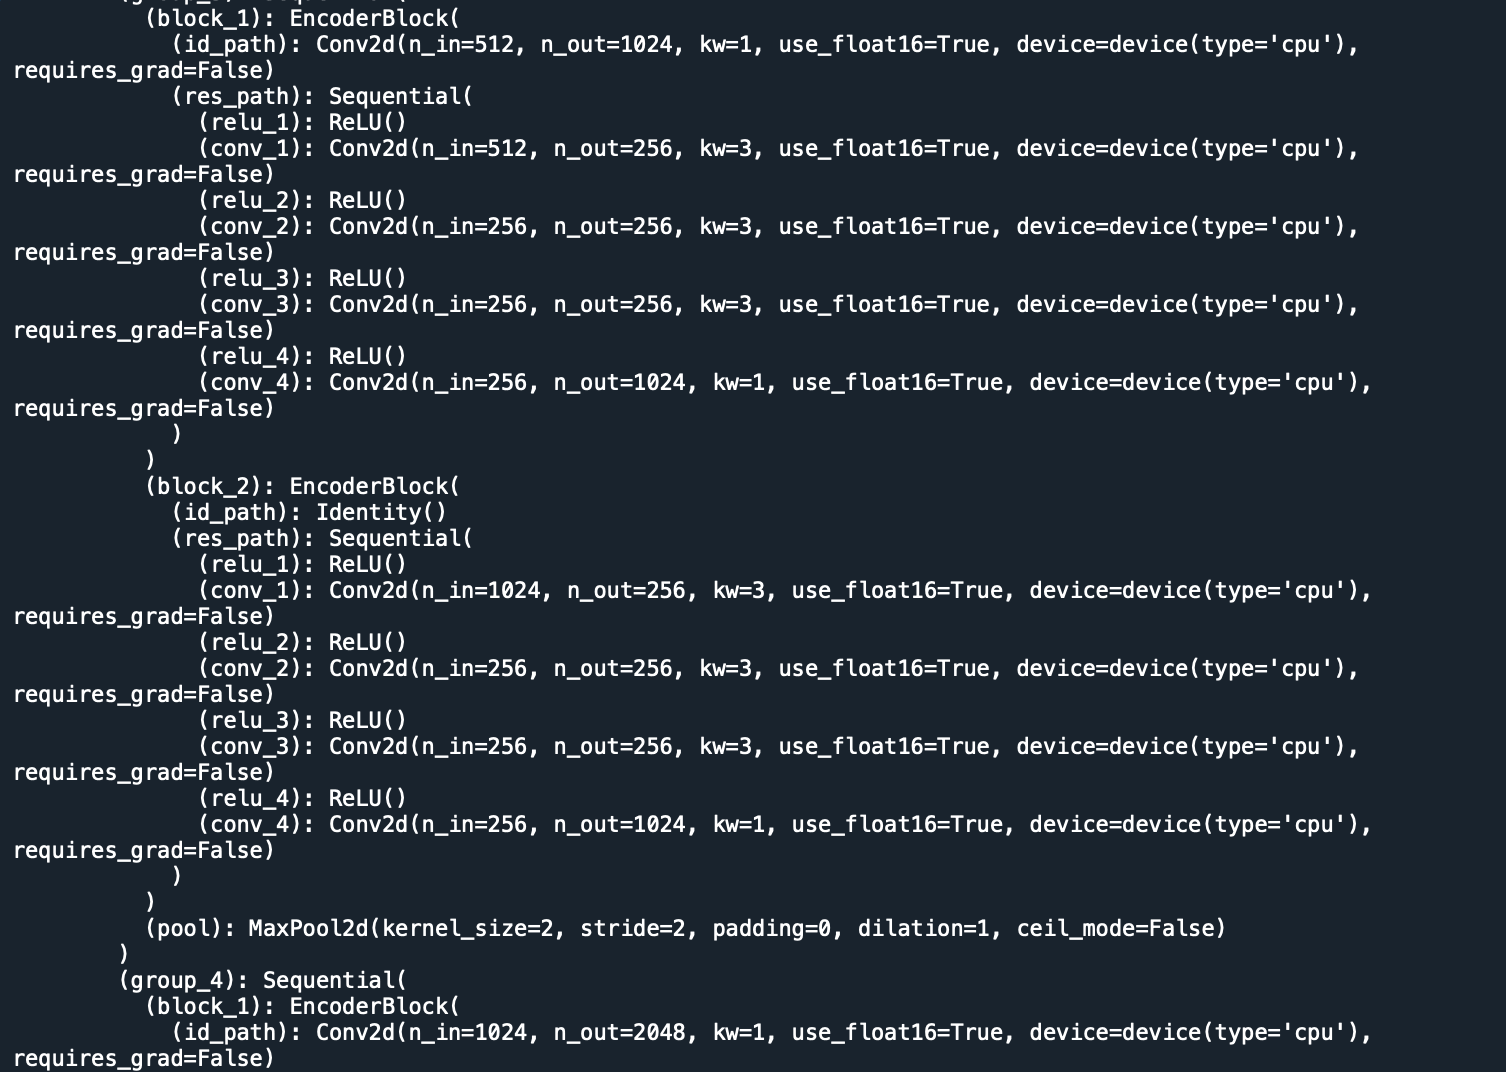 (block_1): EncoderBlock(
(id_path): Conv2d(n_in=512, n_out=1024, kw=1, use_float16=True, device=device(type='cpu'),
requires_grad=False)
(res_path): Sequential(
(relu_1): ReLU()
(conv_1): Conv2d(n_in=512, n_out=256, kw=3, use_float16=True, device=device(type='cpu'),
requires_grad=False)
(relu_2): ReLU()
(conv_2): Conv2d(n_in=256, n_out=256, kw=3, use_float16=True, device=device(type='cpu'),
requires_grad=False)
(relu_3): ReLU()
(conv_3): Conv2d(n_in=256, n_out=256, kw=3, use_float16=True, device=device(type='cpu'),
requires_grad=False)
(relu_4): ReLU()
(conv_4): Conv2d(n_in=256, n_out=1024, kw=1, use_float16=True, device=device(type='cpu'),
requires_grad=False)
)
)
(block_2): EncoderBlock(
(id_path): Identity()
(res_path): Sequential(
(relu_1): ReLU()
(conv_1): Conv2d(n_in=1024, n_out=256, kw=3, use_float16=True, device=device(type='cpu'),
requires_grad=False)
(relu_2): ReLU()
(conv_2): Conv2d(n_in=256, n_out=256, kw=3, use_float16=True, device=device(type='cpu'),
requires_grad=False)
(relu_3): ReLU()
(conv_3): Conv2d(n_in=256, n_out=256, kw=3, use_float16=True, device=device(type='cpu'),
requires_grad=False)
(relu_4): ReLU()
(conv_4): Conv2d(n_in=256, n_out=1024, kw=1, use_float16=True, device=device(type='cpu'),
requires_grad=False)
)
)
(pool): MaxPool2d(kernel_size=2, stride=2, padding=0, dilation=1, ceil_mode=False)
)
(group_4): Sequential(
(block_1): EncoderBlock(
(id_path): Conv2d(n_in=1024, n_out=2048, kw=1, use_float16=True, device=device(type='cpu'),
requires_grad=False)